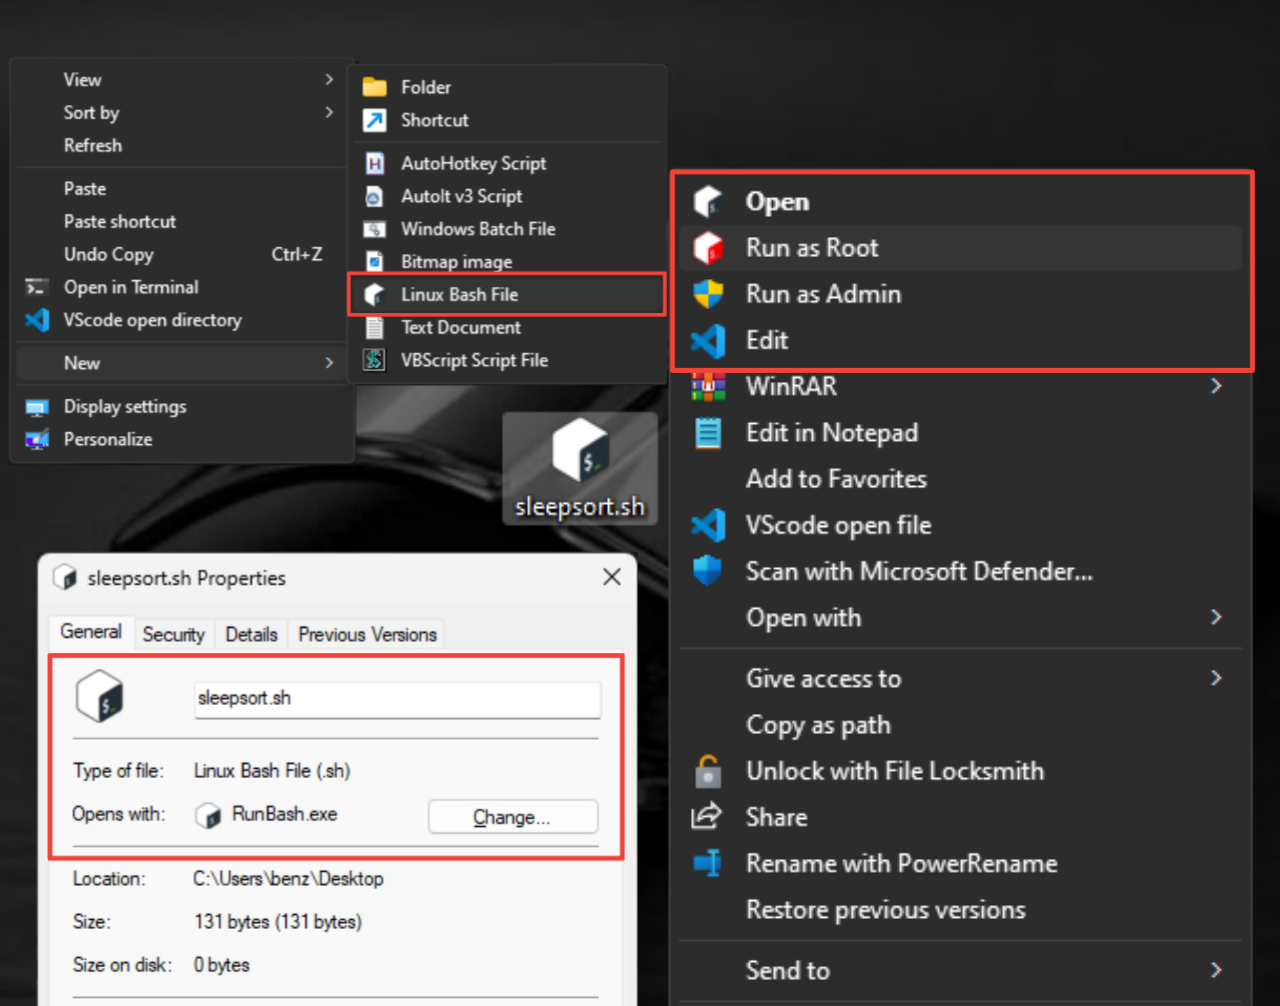 View
Sort by
Refresh
Paste
Paste shortcut
Undo Copy Ctrl+Z
Open in Terminal
VScode open directory
New
Display settings
Personalize
Folder
Shortcut
AutoHotkey Script
AutoIt v3 Script
Windows Batch File
Bitmap image
Linux Bash File
Text Document
VBScript Script File
sleepsort.sh
Open
Run as Root
Run as Admin
Edit
WinRAR
Edit in Notepad
Add to Favorites
VScode open file
Scan with Microsoft Defender...
Open with
Give access to
Copy as path
Unlock with File Locksmith
Share
Rename with PowerRename
Restore previous versions
Send to
sleepsort.sh Properties
General Security Details Previous Versions
sleepsort.sh
Type of file: Linux Bash File (.sh)
Opens with: RunBash.exe Change...
Location: C:\Users\benz\Desktop
Size: 131 bytes (131 bytes)
Size on disk: 0 bytes